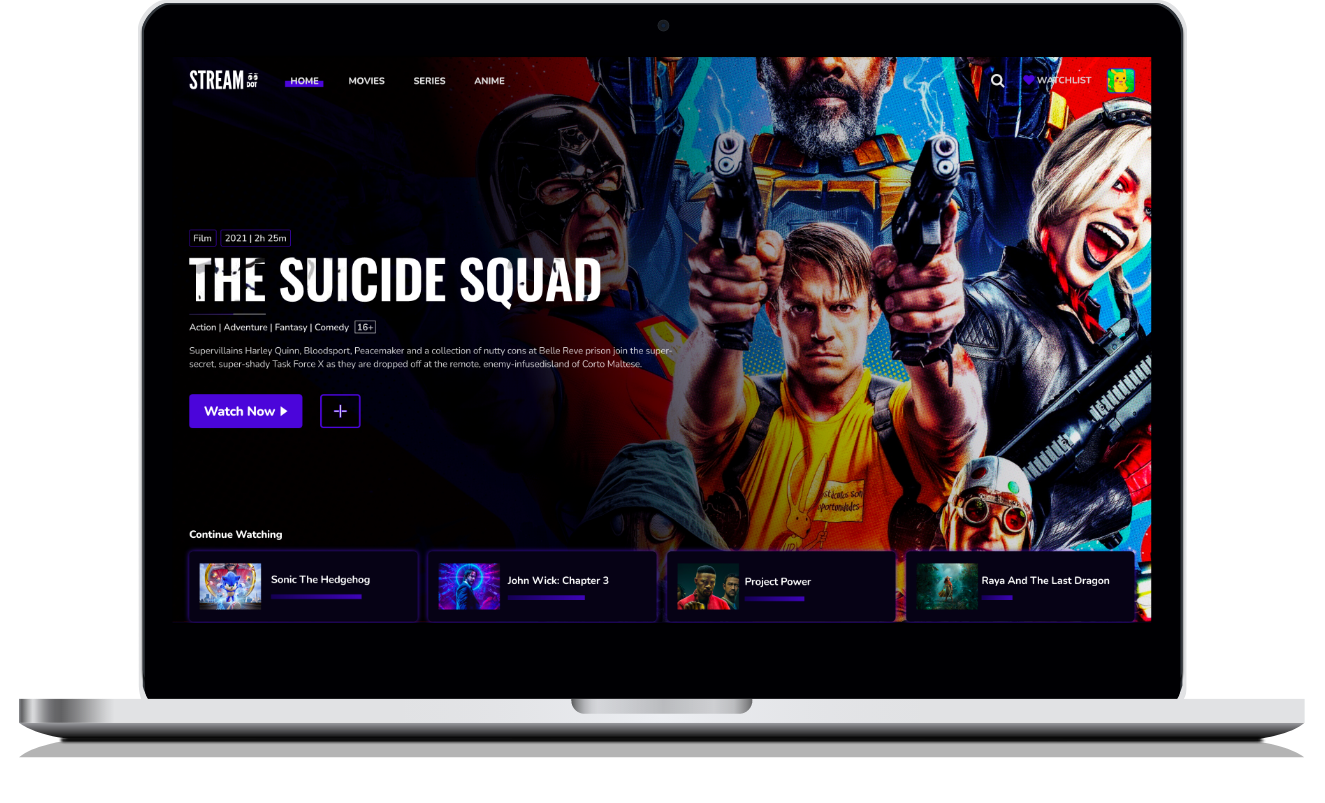 STREAM DOT
HOME
MOVIES
SERIES
ANIME
WATCHLIST
Film
2021 | 2h 25m
THE SUICIDE SQUAD
Action | Adventure | Fantasy | Comedy 16+
Supervillains Harley Quinn, Bloodsport, Peacemaker and a collection of nutty cons at Belle Reve prison join the super-
secret, super-shady Task Force X as they are dropped off at the remote, enemy-infusedisland of Corto Maltese.
Watch Now
Continue Watching
Sonic The Hedgehog
John Wick: Chapter 3
Project Power
Raya And The Last Dragon